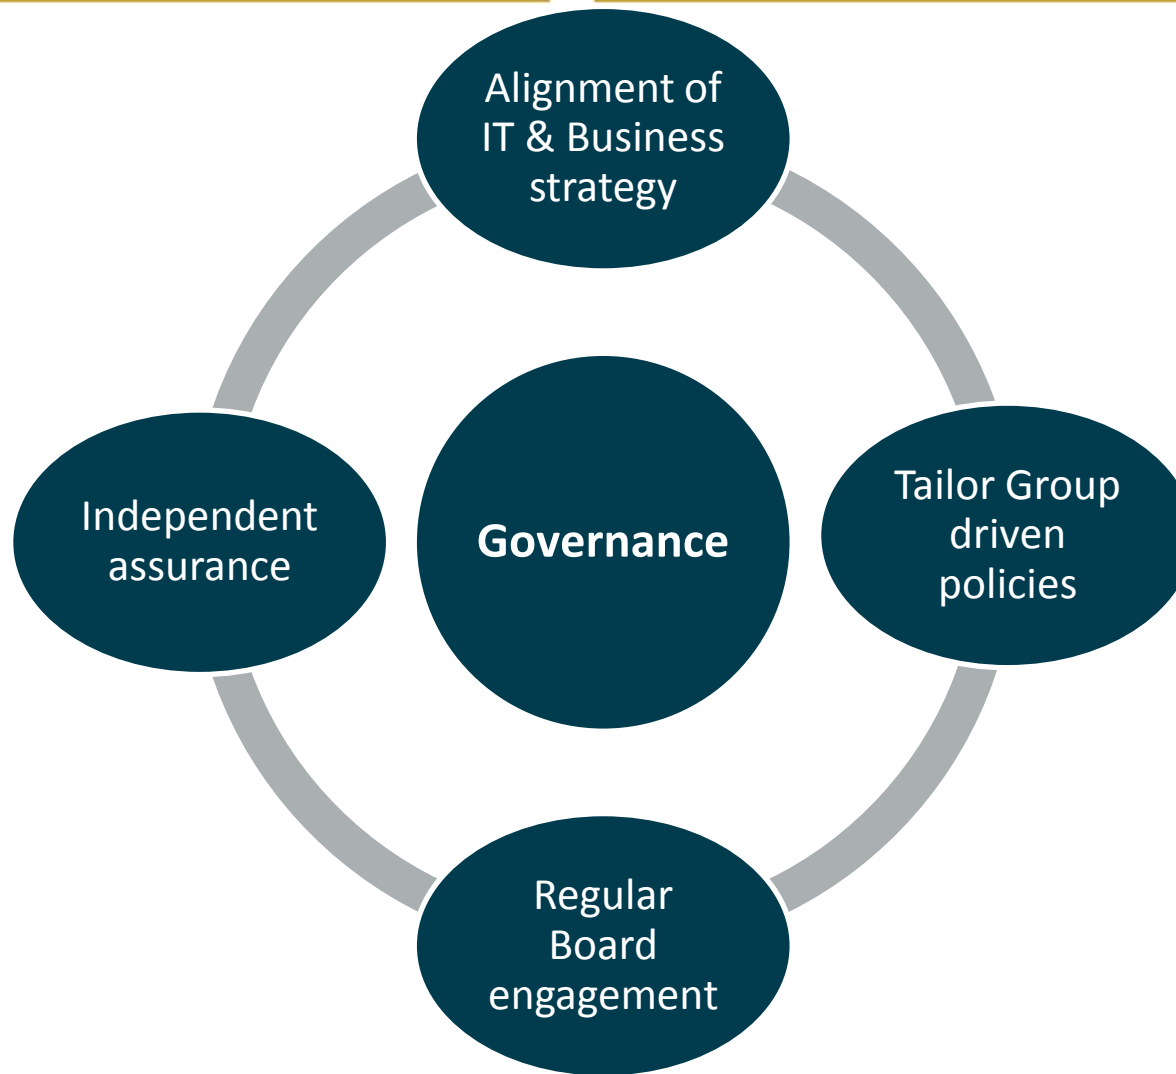 Alignment of
IT & Business
strategy
Independent
assurance
Governance
Tailor Group
driven
policies
Regular
Board
engagement